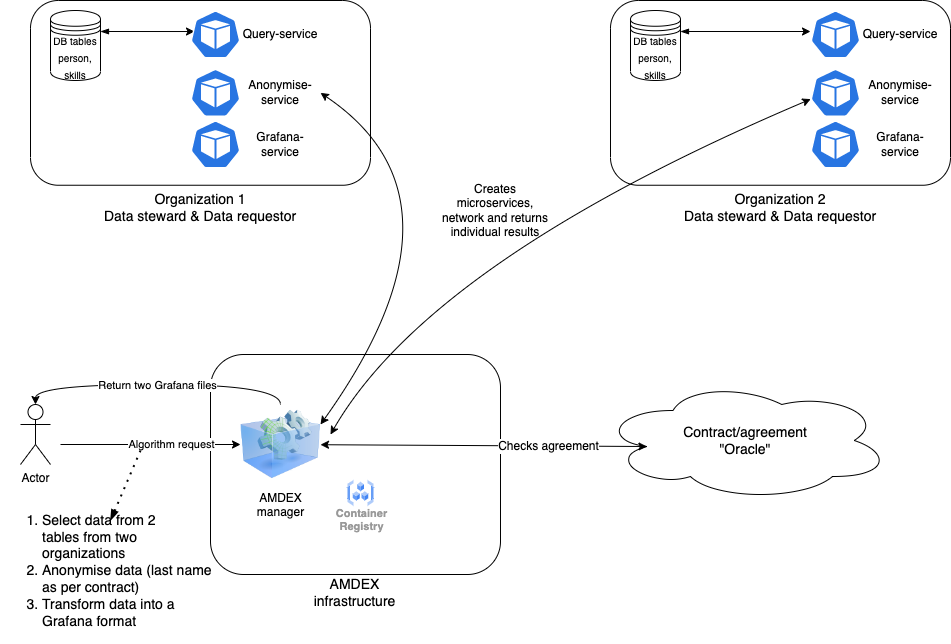 DB tables
person,
skills
Query-service
Anonymise-
service
Grafana-
service
Organization 1
Data steward & Data requestor
DB tables
person,
skills
Query-service
Anonymise-
service
Grafana-
service
Organization 2
Data steward & Data requestor
Creates
microservices,
network and returns
individual results
Return two Grafana files
Algorithm request
Actor
AMDEX
manager
Container
Registry
Checks agreement
Contract/agreement
"Oracle"
1. Select data from 2
tables from two
organizations
2. Anonymise data (last name
as per contract)
3. Transform data into a
Grafana format
AMDEX
infrastructure